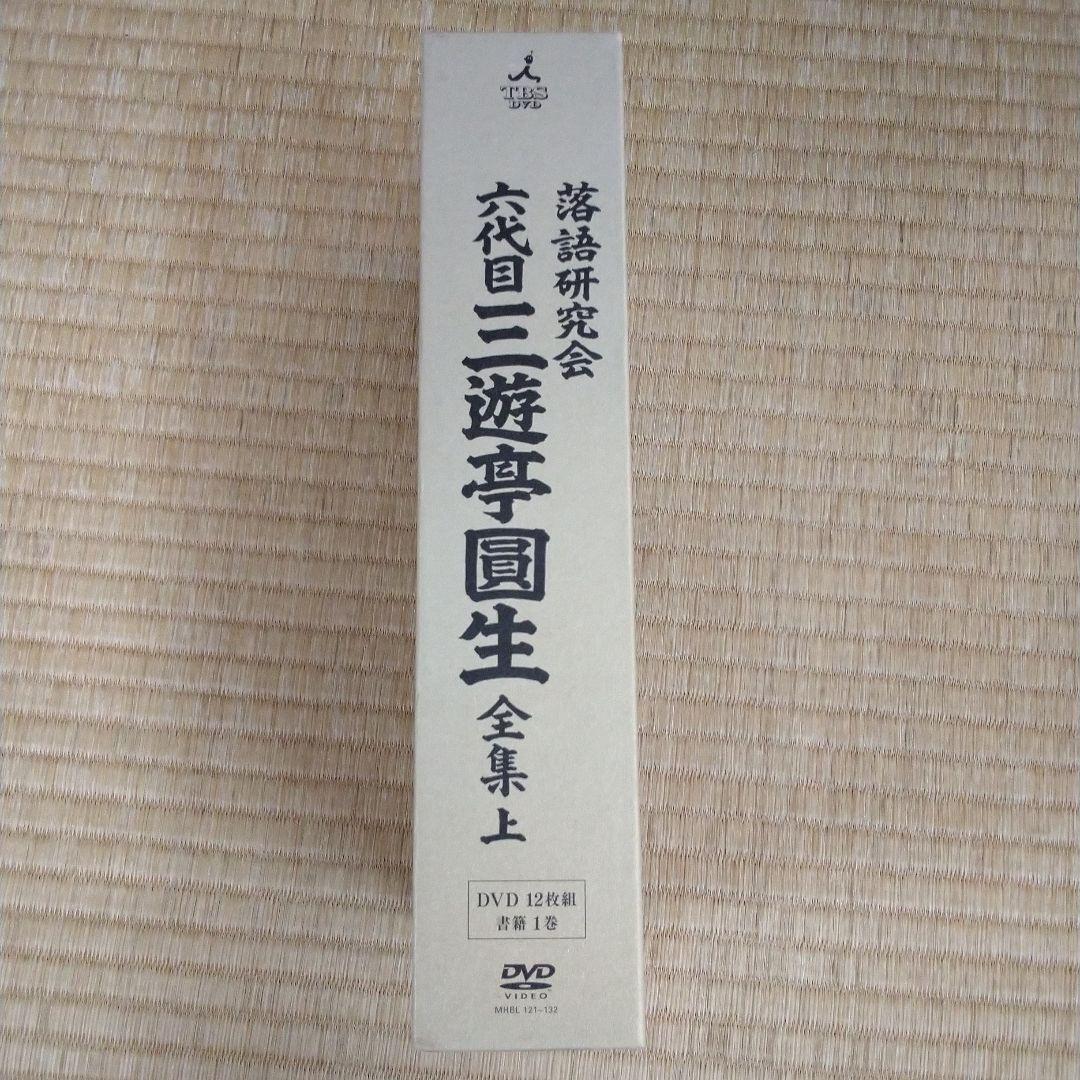 TBS
DVD
落語研究会
六代目三遊亭圓生全集上
DVD 12枚組
書籍 1巻
DVD
VIDEO
MHBL 121~132